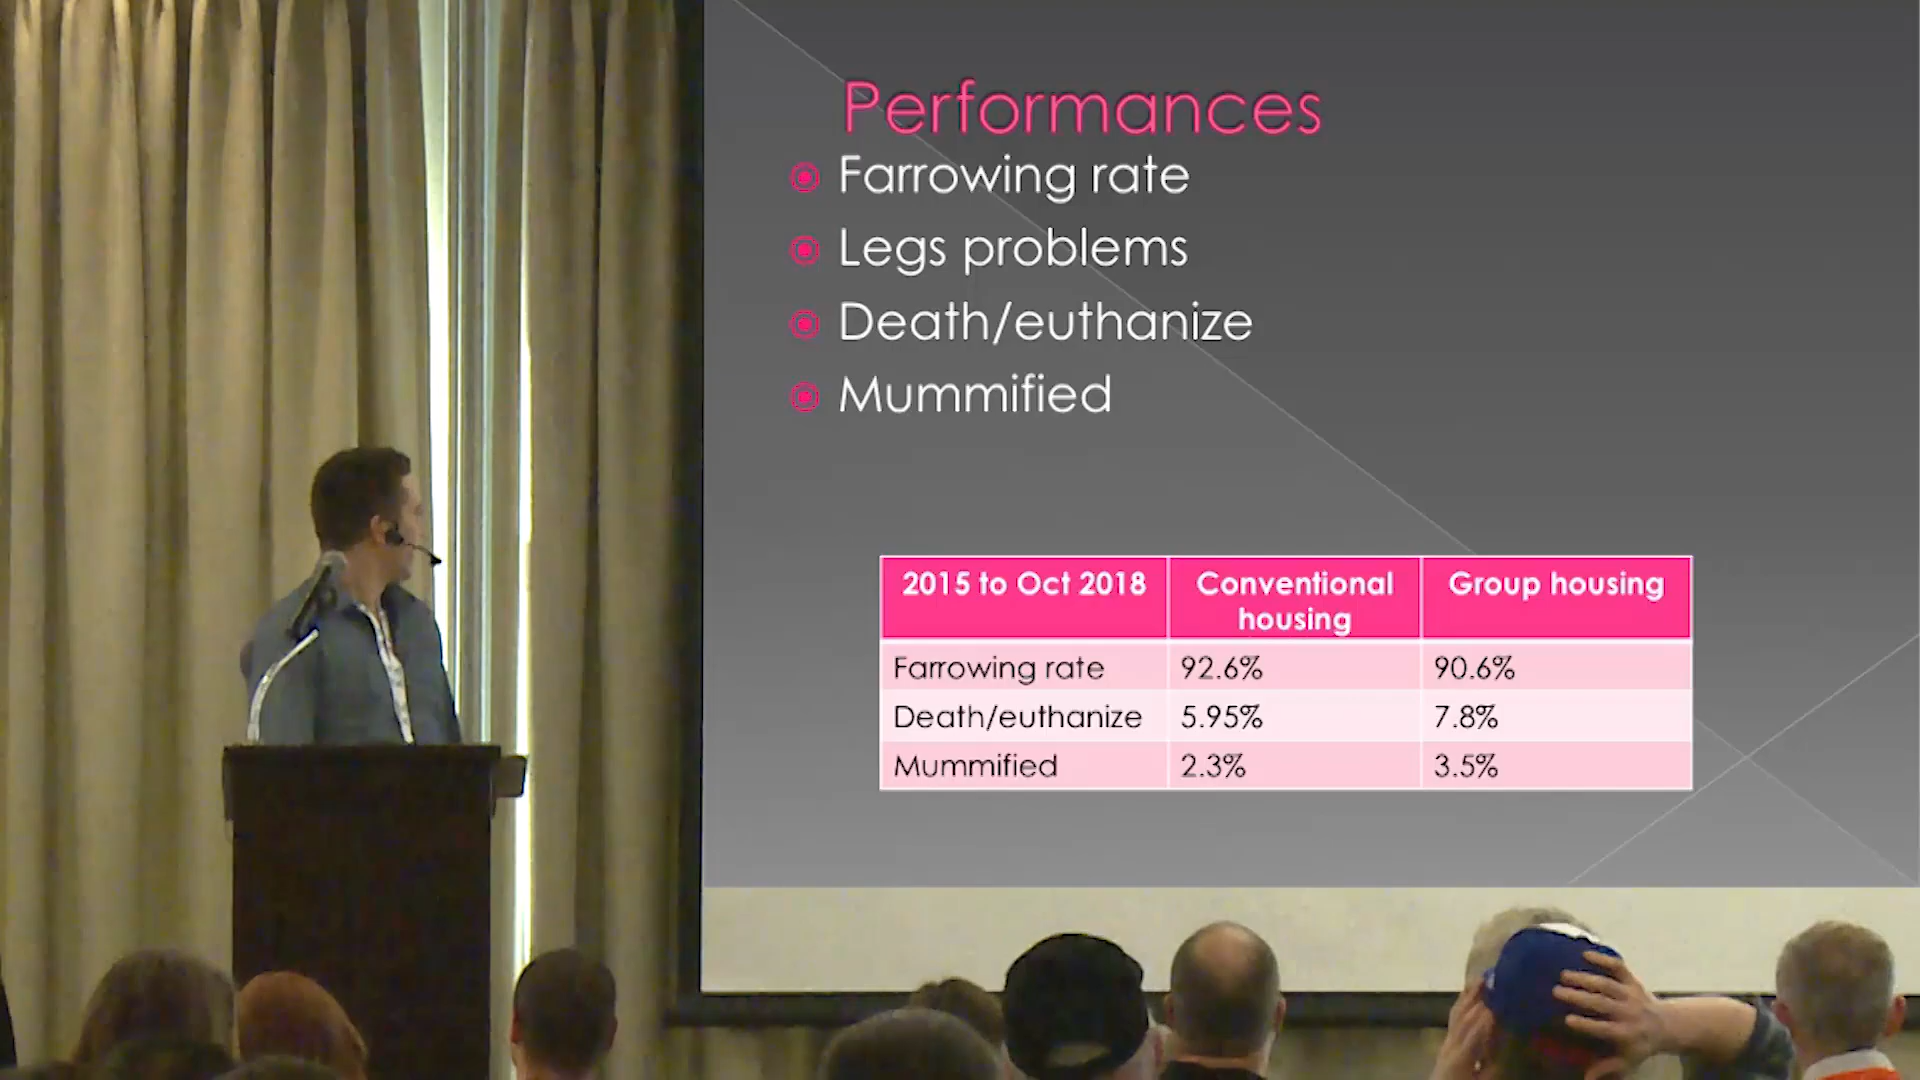 Performances
Farrowing rate
Legs problems
Death/euthanize
Mummified
2015 to Oct 2018 Conventional housing Group housing
Farrowing rate 92.6% 90.6%
Death/euthanize 5.95% 7.8%
Mummified 2.3% 3.5%